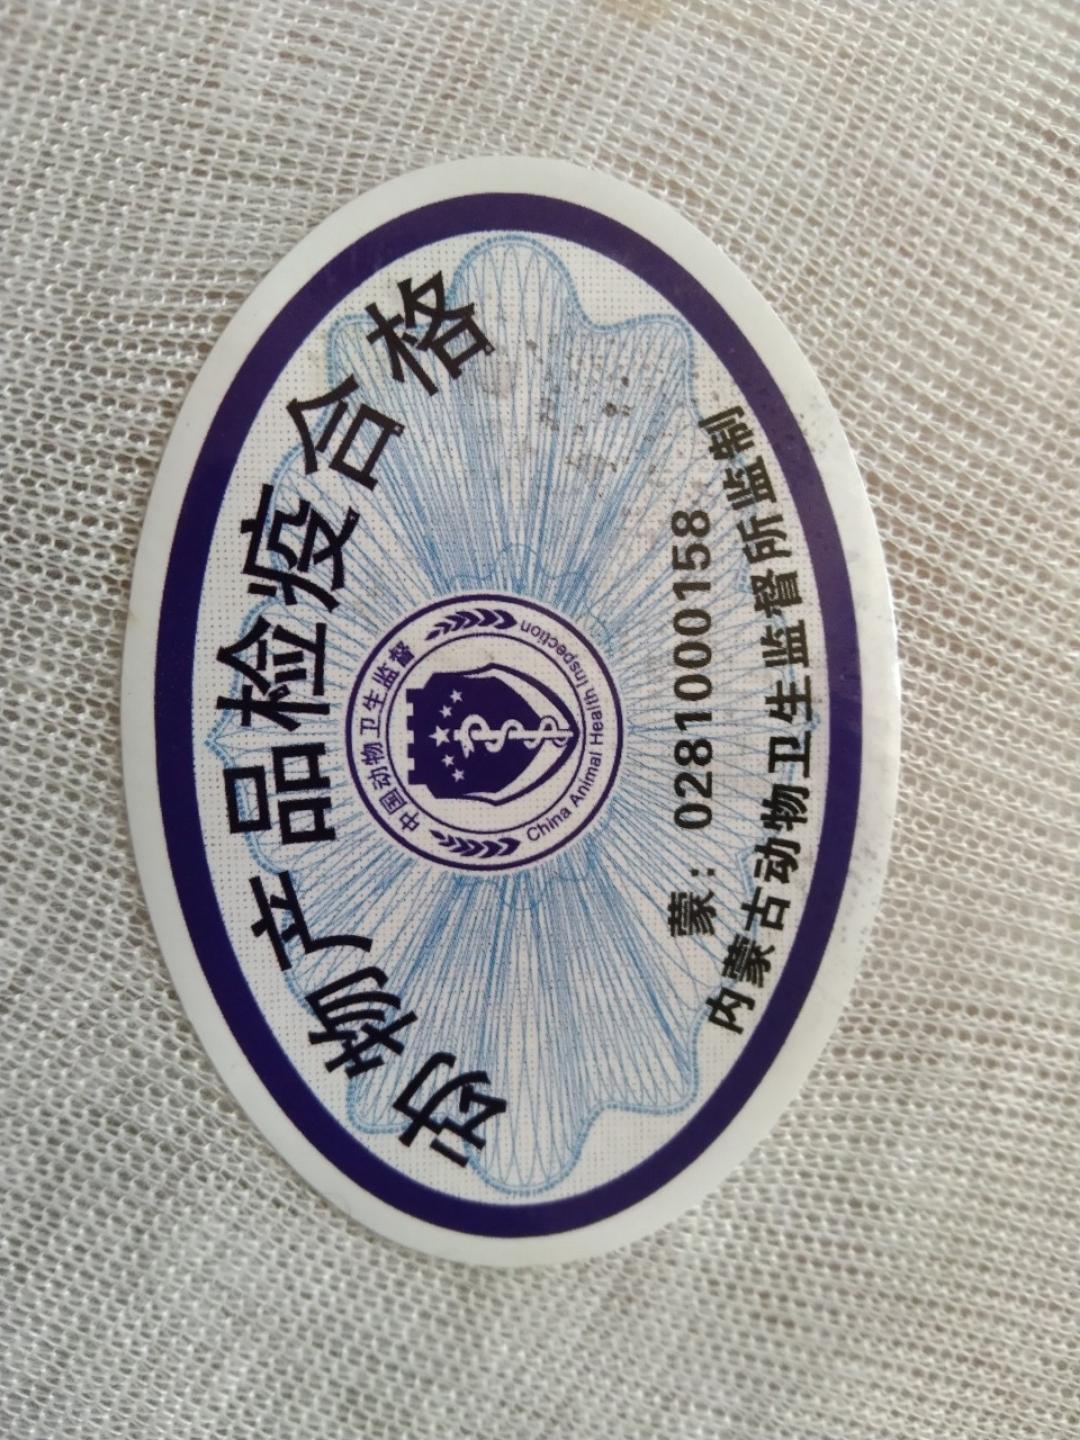 动物产品检疫合格
中国动物卫生监督
China Animal Health Inspection
蒙：0281000158
内蒙古动物卫生监督所监制